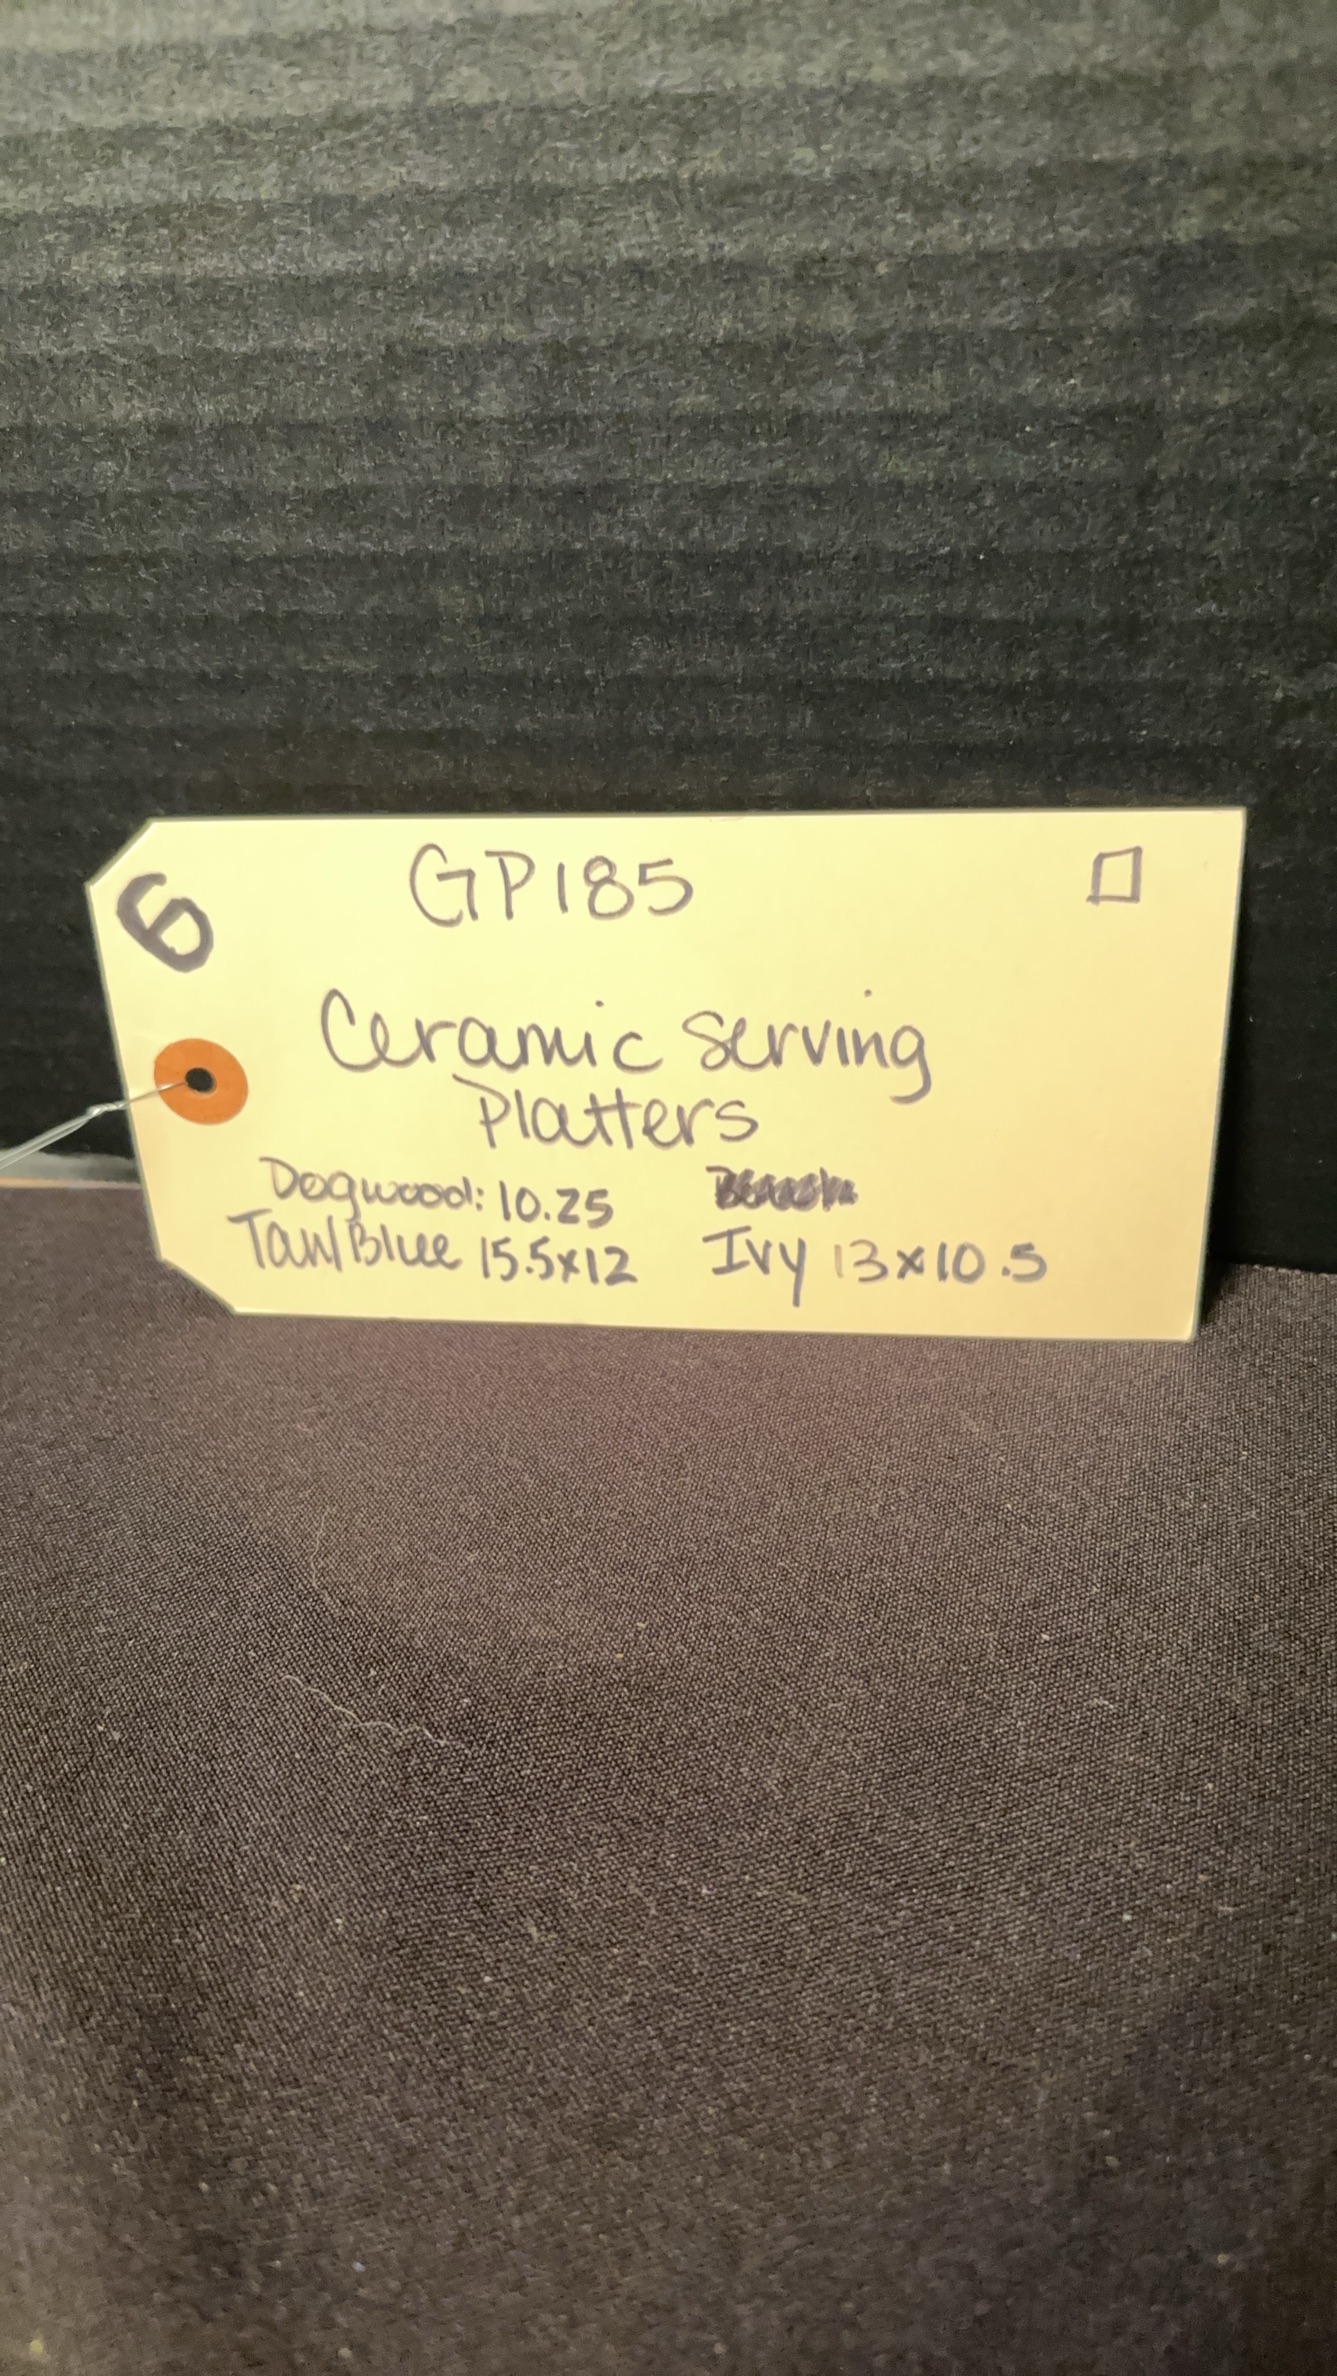 6
GP185
Ceramic Serving
Platters
Dogwood: 10.25
Tan/Blue 15.5x12 Ivy 13x10.5